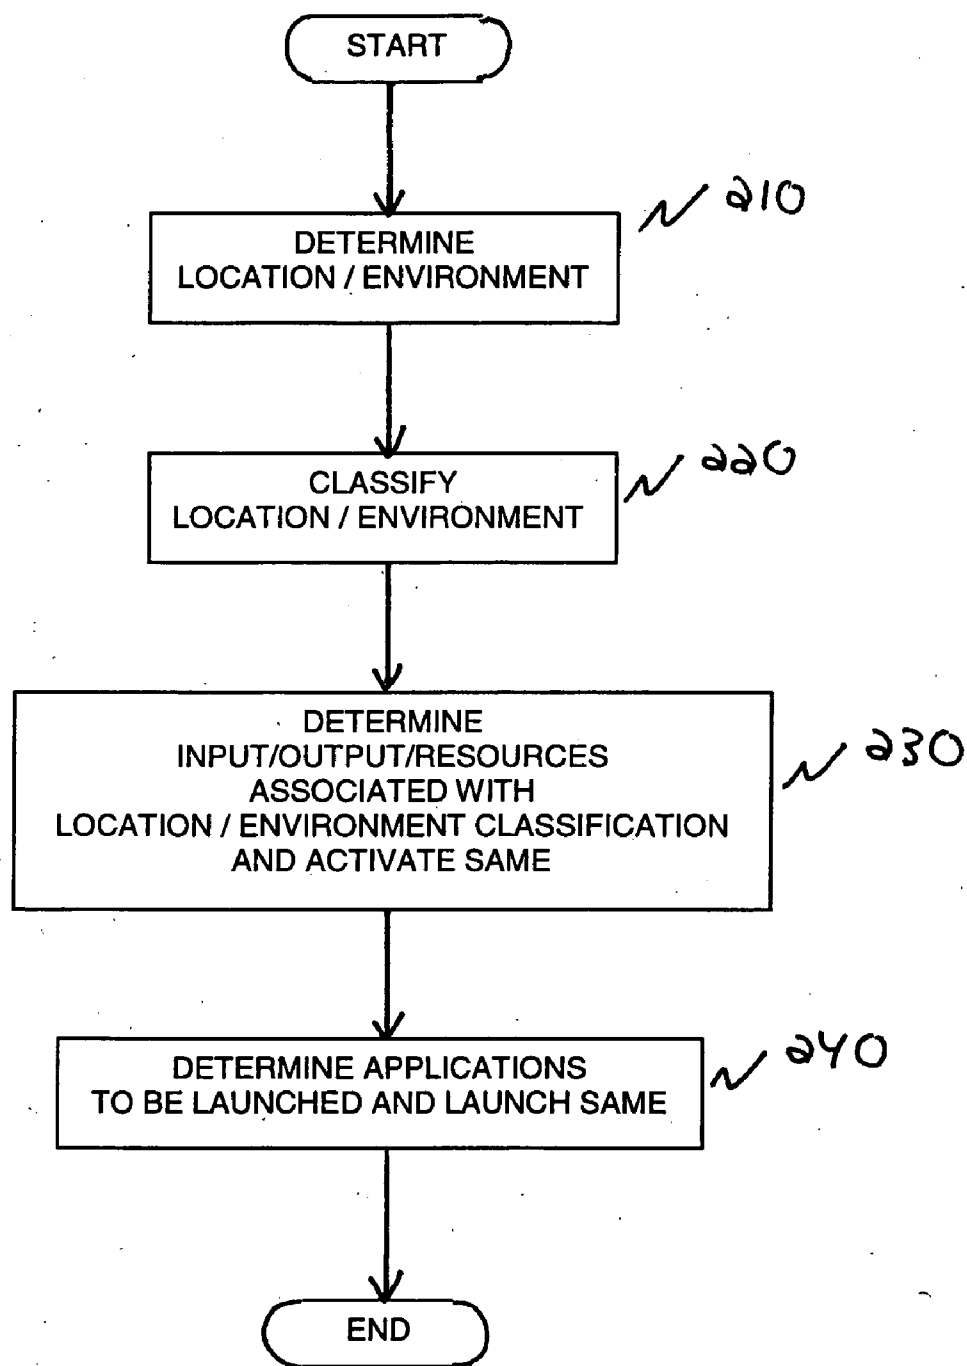 START
210
DETERMINE
LOCATION / ENVIRONMENT
220
CLASSIFY
LOCATION / ENVIRONMENT
230
DETERMINE
INPUT/OUTPUT/RESOURCES
ASSOCIATED WITH
LOCATION / ENVIRONMENT CLASSIFICATION
AND ACTIVATE SAME
240
DETERMINE APPLICATIONS
TO BE LAUNCHED AND LAUNCH SAME
END